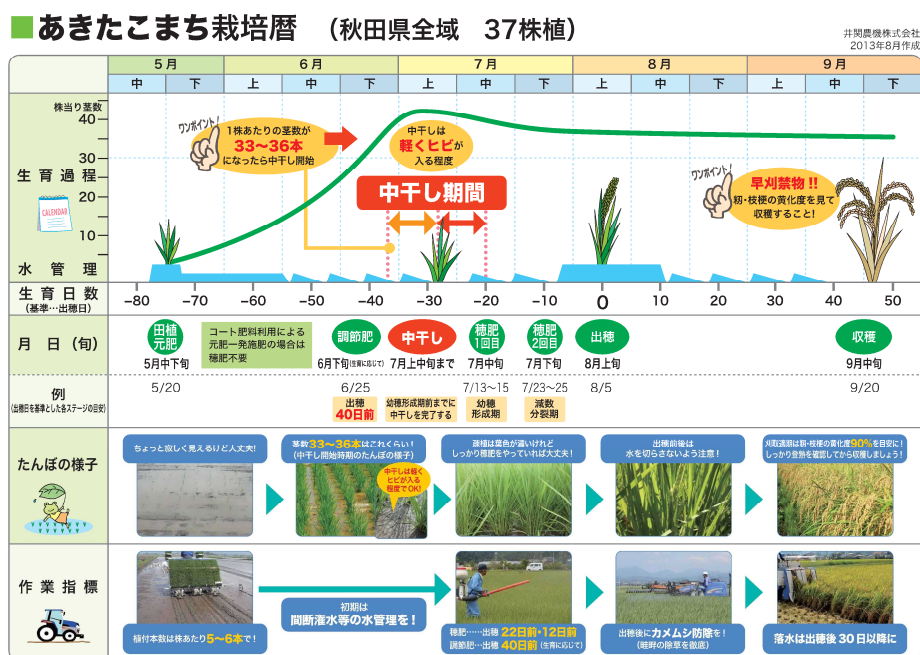 ■あきたこまち栽培暦 （秋田県全域 37株植）
井関農機株式会社
2013年8月作成
5月 6月 7月 8月 9月
中 下 上 中 下 上 中 下 上 中 下 上 中 下
生育過程
CALENDAR
株当り茎数
40
30
20
10
ワンポイント!
1株あたりの茎数が
33〜36本
になったら中干し開始
中干しは
軽くヒビが
入る程度
中干し期間
ワンポイント!
早刈禁物!!
籾・枝梗の黄化度を見て
収穫すること!
水管理
生育日数
(基準…出穂日)
−80 −70 −60 −50 −40 −30 −20 −10 0 10 20 30 40 50
月日(旬)
田植
元肥
5月中下旬
コート肥料利用による
元肥一発施肥の場合は
穂肥不要
調節肥
6月下旬(生育に応じて)
中干し
7月上中旬まで
穂肥
1回目
7月中旬
穂肥
2回目
7月下旬
出穂
8月上旬
収穫
9月中旬
例
(出穂日を基準とした各ステージの目安)
5/20
6/25
出穂
40日前
幼穂形成期前までに
中干しを完了する
7/13〜15
幼穂
形成期
7/23〜25
減数
分裂期
8/5
9/20
たんぼの様子
ちょっと寂しく見えるけど大丈夫!
茎数33〜36本はこれくらい!
(中干し開始時期のたんぼの様子)
中干しは軽く
ヒビが入る
程度でOK!
疎植は葉色が濃いけれど
しっかり穂肥をやっていれば大丈夫!
出穂前後は
水を切らさないよう注意!
刈取適期は籾・枝梗の黄化度90%を目安に!
しっかり登熟を確認してから収穫しましょう!
作業指標
植付本数は株あたり5〜6本で!
初期は
間断灌水等の水管理を!
穂肥……出穂 22日前・12日前
調節肥…出穂 40日前(生育に応じて)
出穂後にカメムシ防除を!
(畦畔の除草を徹底)
落水は出穂後30日以降に